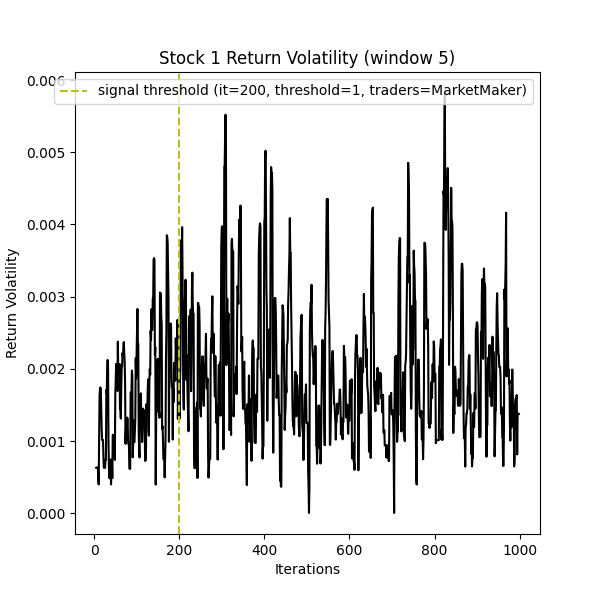 Stock 1 Return Volatility (window 5)
0.006
signal threshold (it=200, threshold=1, traders=MarketMaker)
0.005
0.004
0.003
0.002
0.001
0.000
Return Volatility
0 200 400 600 800 1000
Iterations